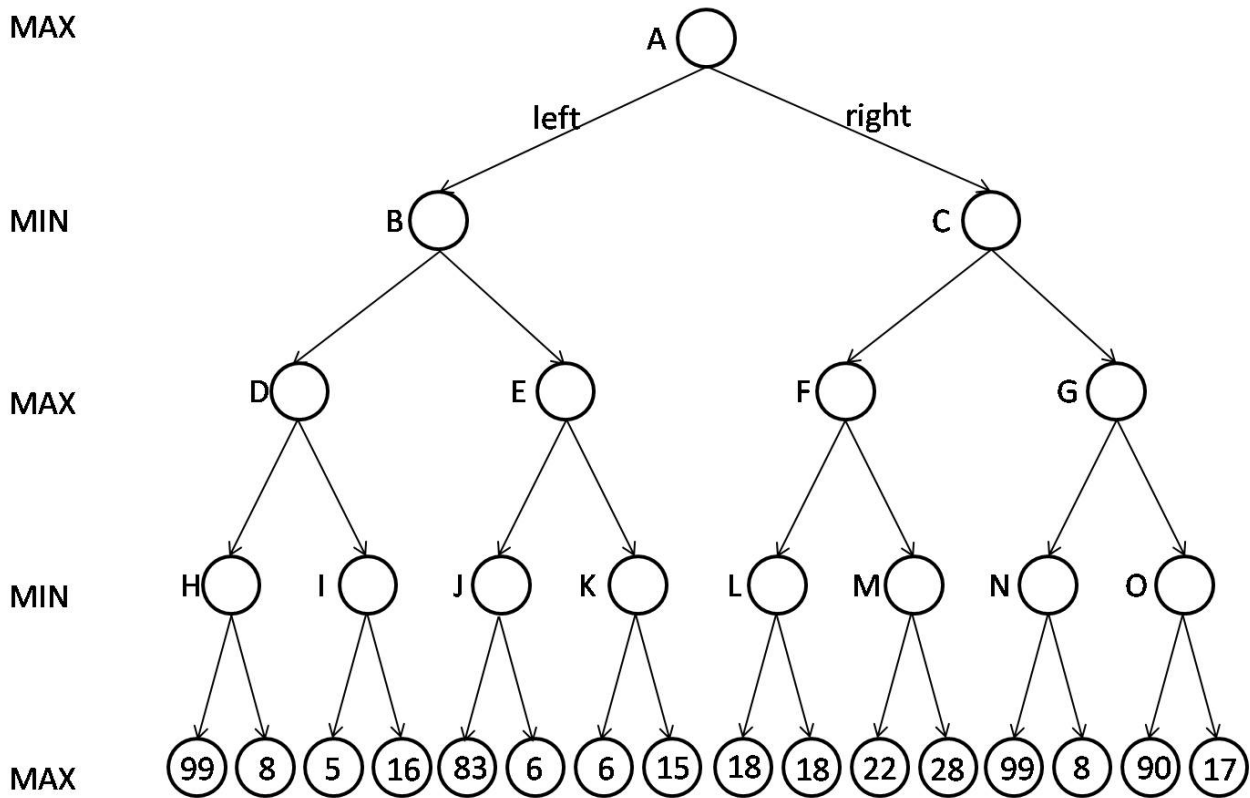 MAX A
left right
MIN B C
MAX D E F G
MIN H I J K L M N O
MAX 99 8 5 16 83 6 6 15 18 18 22 28 99 8 90 17